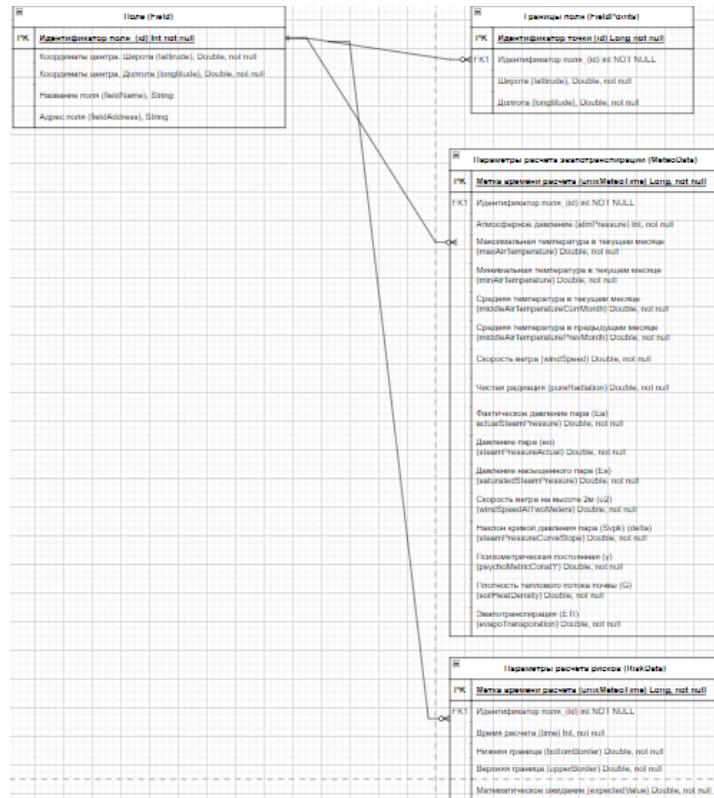 Поле (Field)
PK Идентификатор поля (id) Int not null
Координаты центра. Широта (latitude), Double, not null
Координаты центра. Долгота (longtitude), Double, not null
Название поля (fieldName), String
Адрес поля (fieldAddress), String
Границы поля (FieldPoints)
PK Идентификатор точки (id) Long not null
FK1 Идентификатор поля_(id) int NOT NULL
Широта (latitude), Double, not null
Долгота (longtitude), Double, not null
Параметры расчета эвапотранспирации (MeteoData)
PK Метка времени расчета (unixMeteoTime) Long, not null
FK1 Идентификатор поля_(id) int NOT NULL
Атмосферное давление (atmPressure) Int, not null
Максимальная температура в текущем месяце
(maxAirTemperature) Double, not null
Минимальная температура в текущем месяце
(minAirTemperature) Double, not null
Средняя температура в текущем месяце
(middleAirTemperatureCurrMonth) Double, not null
Средняя температура в предыдущем месяце
(middleAirTemperaturePrevMonth) Double, not null
Скорость ветра (windSpeed) Double, not null
Чистая радиация (pureRadiation) Double, not null
Фактическое давление пара (Ea)
actualSteamPressure) Double, not null
Давление пара (eo)
(steamPressureActual) Double, not null
Давление насыщенного пара (Es)
(saturatedSteamPressure) Double, not null
Скорость ветра на высоте 2м (u2)
(windSpeedAtTwoMeters) Double, not null
Наклон кривой давления пара (Svpk) (delta)
(steamPressureCurveSlope) Double, not null
Психометрическая постоянная (y)
(psychoMetricConstY) Double, not null
Плотность теплового потока почвы (G)
(soilHeatDensity) Double, not null
Эвапотранспирация (ETt)
(evapoTransporation) Double, not null
Параметры расчета рисков (RiskData)
PK Метка времени расчета (unixMeteoTime) Long, not null
FK1 Идентификатор поля_(id) int NOT NULL
Время расчета (time) Int, not null
Нижняя граница (bottomBorder) Double, not null
Верхняя граница (upperBorder) Double, not null
Математическое ожидание (expectedValue) Double, not null